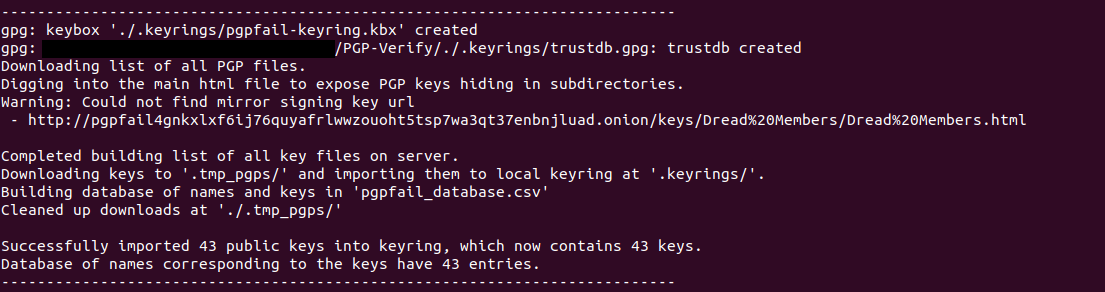 ---------------------------------------------------------------------------
gpg: keybox './.keyrings/pgpfail-keyring.kbx' created
gpg: /PGP-Verify/./.keyrings/trustdb.gpg: trustdb created
Downloading list of all PGP files.
Digging into the main html file to expose PGP keys hiding in subdirectories.
Warning: Could not find mirror signing key url
 - http://pgpfail4gnkxlxf6ij76quyafrlwwzouoht5tsp7wa3qt37enbnjluad.onion/keys/Dread%20Members/Dread%20Members.html
Completed building list of all key files on server.
Downloading keys to '.tmp_pgps/' and importing them to local keyring at '.keyrings/'.
Building database of names and keys in 'pgpfail_database.csv'
Cleaned up downloads at './.tmp_pgps/'
Successfully imported 43 public keys into keyring, which now contains 43 keys.
Database of names corresponding to the keys have 43 entries.
---------------------------------------------------------------------------